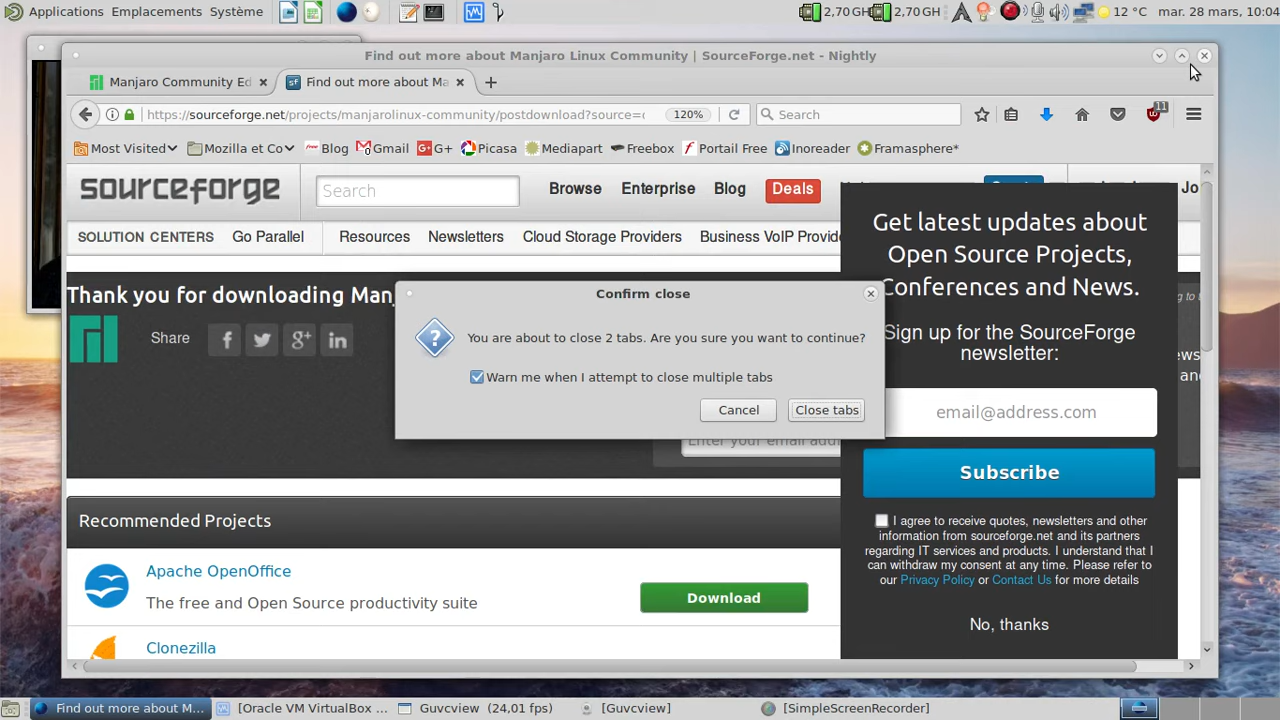 Applications Emplacements Système 2,70 GH 2,70 GH 12 °C mar. 28 mars, 10:04
Find out more about Manjaro Linux Community | SourceForge.net - Nightly
Manjaro Community Ed Find out more about Ma
https://sourceforge.net/projects/manjarolinux-community/postdownload?source= 120% Search 11
Most Visited Mozilla et Co Blog Gmail G+ Picasa Mediapart Freebox Portail Free Inoreader Framasphère*
sourceforge Search Browse Enterprise Blog Deals Jo
SOLUTION CENTERS Go Parallel Resources Newsletters Cloud Storage Providers Business VoIP Provide
Thank you for downloading Man
Share
Confirm close
You are about to close 2 tabs. Are you sure you want to continue?
Warn me when I attempt to close multiple tabs
Cancel Close tabs
Enter your email addr
Get latest updates about
Open Source Projects,
Conferences and News.
Sign up for the SourceForge
newsletter:
email@address.com
Subscribe
I agree to receive quotes, newsletters and other
information from sourceforge.net and its partners
regarding IT services and products. I understand that I
can withdraw my consent at any time. Please refer to
our Privacy Policy or Contact Us for more details
No, thanks
Recommended Projects
Apache OpenOffice
The free and Open Source productivity suite
Download
Clonezilla
Find out more about M... [Oracle VM VirtualBox ... Guvcview (24,01 fps) [Guvcview] [SimpleScreenRecorder]